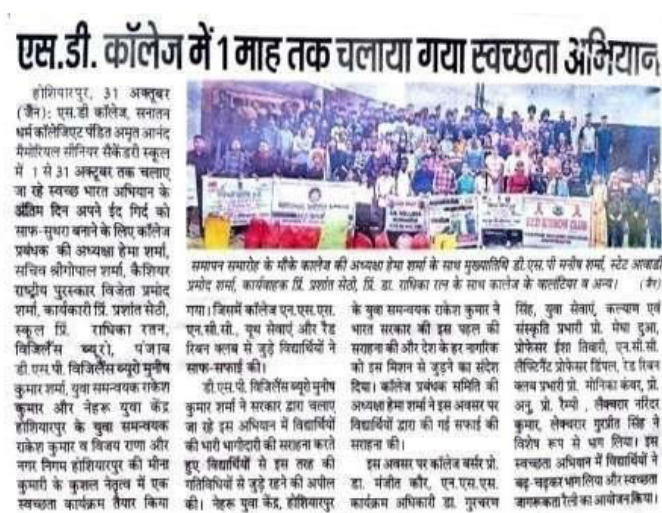 एस.डी. कॉलेज में 1 माह तक चलाया गया स्वच्छता अभियान
होशियारपुर, 31 अक्तूबर
(जैन): एस.डी कॉलेज, सनातन
धर्म कॉलेजिएट पंडित अमृत आनंद
मैमोरियल सीनियर सैकेंडरी स्कूल
में 1 से 31 अक्टूबर तक चलाए
जा रहे स्वच्छ भारत अभियान के
अंतिम दिन अपने ईद गिर्द को
साफ-सुथरा बनाने के लिए कॉलेज
प्रबंधक की अध्यक्षा हेमा शर्मा,
सचिव श्रीगोपाल शर्मा, कैशियर
राष्ट्रीय पुरस्कार विजेता प्रमोद
शर्मा, कार्यकारी प्रिं. प्रशांत सेठी,
स्कूल प्रिं. राधिका रतन,
विजिलैंस ब्यूरो, पंजाब
डी.एस.पी. विजिलैंस ब्यूरो मुनीष
कुमार शर्मा, युवा समन्वयक राकेश
कुमार और नेहरू युवा केंद्र
होशियारपुर के युवा समन्वयक
राकेश कुमार व विजय राणा और
नगर निगम होशियारपुर की मीना
कुमारी के कुशल नेतृत्व में एक
स्वच्छता कार्यक्रम तैयार किया
RED RIBBON CLUB
समापन समारोह के मौके कालेज की अध्यक्षा हेमा शर्मा के साथ मुख्यातिथि डी.एस.पी मनीष शर्मा, स्टेट अवार्डी
प्रमोद शर्मा, कार्यवाहक प्रिं. प्रशांत सेठी, प्रिं. डा. राधिका रत्न के साथ कालेज के वालंटियर व अन्य। (जैन)
गया। जिसमें कॉलेज एन.एस.एस.
एन.सी.सी., यूथ सेवाएं और रैड
रिबन क्लब से जुड़े विद्यार्थियों ने
साफ-सफाई की।
डी.एस.पी. विजिलैंस ब्यूरो मुनीष
कुमार शर्मा ने सरकार द्वारा चलाए
जा रहे इस अभियान में विद्यार्थियों
की भारी भागीदारी की सराहना करते
हुए विद्यार्थियों से इस तरह की
गतिविधियों से जुड़े रहने की अपील
की। नेहरू युवा केंद्र, होशियारपुर
के युवा समन्वयक राकेश कुमार ने
भारत सरकार की इस पहल की
सराहना की और देश के हर नागरिक
को इस मिशन से जुड़ने का संदेश
दिया। कॉलेज प्रबंधक समिति की
अध्यक्षा हेमा शर्मा ने इस अवसर पर
विद्यार्थियों द्वारा की गई सफाई की
सराहना की।
इस अवसर पर कॉलेज बर्सर प्रो.
डा. मंजीत कौर, एन.एस.एस.
कार्यक्रम अधिकारी डा. गुरचरण
सिंह, युवा सेवाएं, कल्याण एवं
संस्कृति प्रभारी प्रो. मेघा दुआ,
प्रोफेसर ईशा तिवारी, एन.सी.सी.
लैफ्टिनैंट प्रोफेसर डिंपल, रेड रिबन
क्लब प्रभारी प्रो. मोनिका कंवर, प्रो.
अनु, प्रो. रैम्पी , लैक्चरार नरिंदर
कुमार, लेक्चरार गुरप्रीत सिंह ने
विशेष रूप से भाग लिया। इस
स्वच्छता अभियान में विद्यार्थियों ने
बढ़-चढ़कर भाग लिया और स्वच्छता
जागरूकता रैली का आयोजन किया।